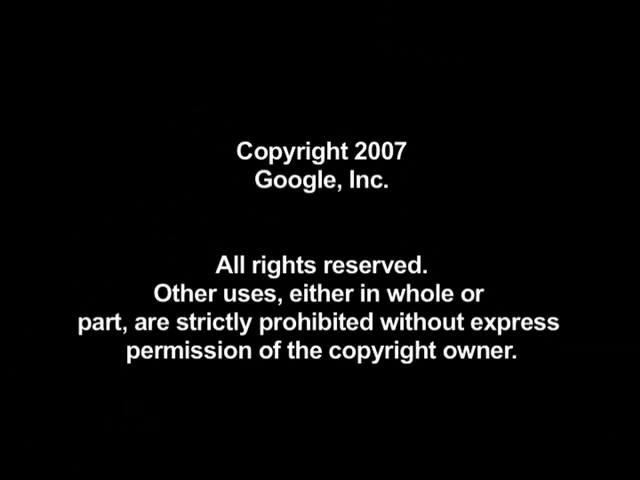 Copyright 2007
Google, Inc.
All rights reserved.
Other uses, either in whole or
part, are strictly prohibited without express
permission of the copyright owner.